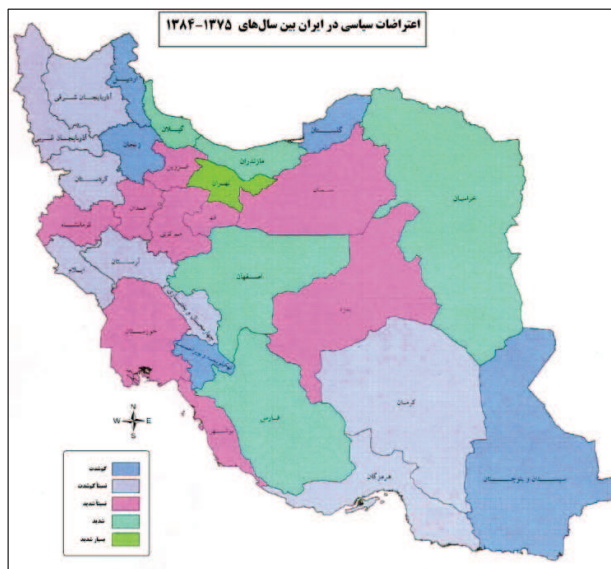 اعتراضات سیاسی در ایران بین سال‌های ۱۳۷۵-۱۳۸۴
اردبیل
آذربایجان شرقی
آذربایجان غربی
زنجان
گیلان
گلستان
مازندران
خراسان
کردستان
قزوین
تهران
سمنان
همدان
قم
مرکزی
کرمانشاه
لرستان
ایلام
اصفهان
یزد
خوزستان
چهارمحال و بختیاری
فارس
کرمان
بوشهر
سیستان و بلوچستان
هرمزگان
N
W E
S
کم‌شدت
نسبتاً کم‌شدت
نسبتاً شدید
شدید
بسیار شدید